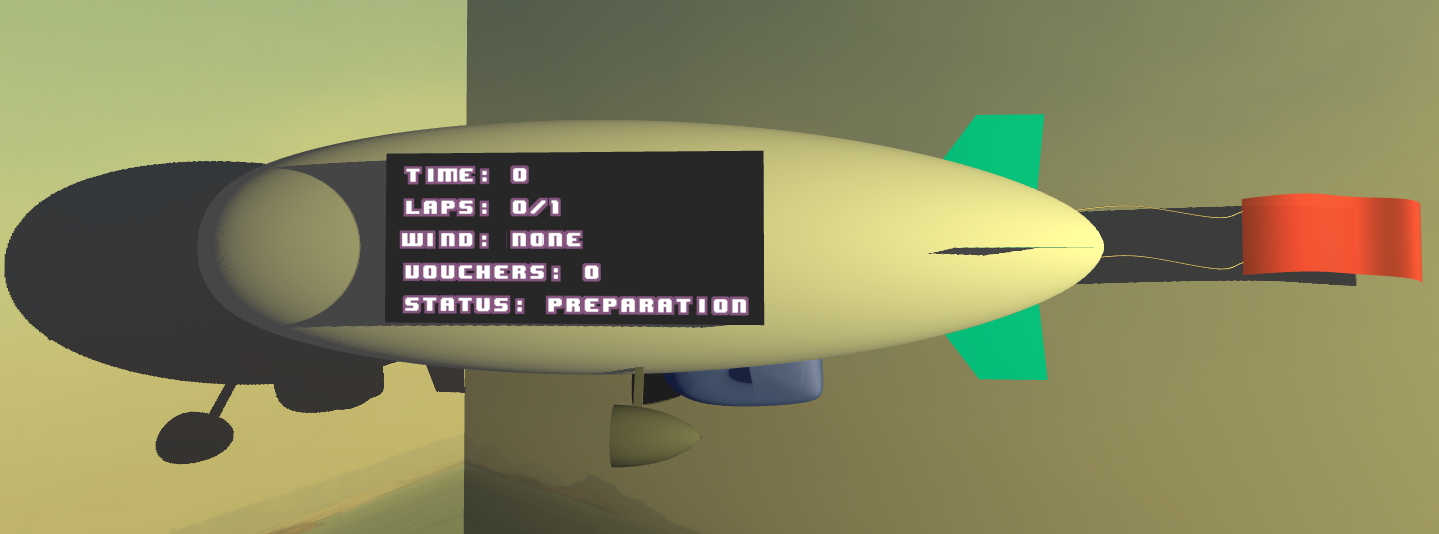 TIME: 0
LAPS: 0/1
WIND: NONE
VOUCHERS: 0
STATUS: PREPARATION